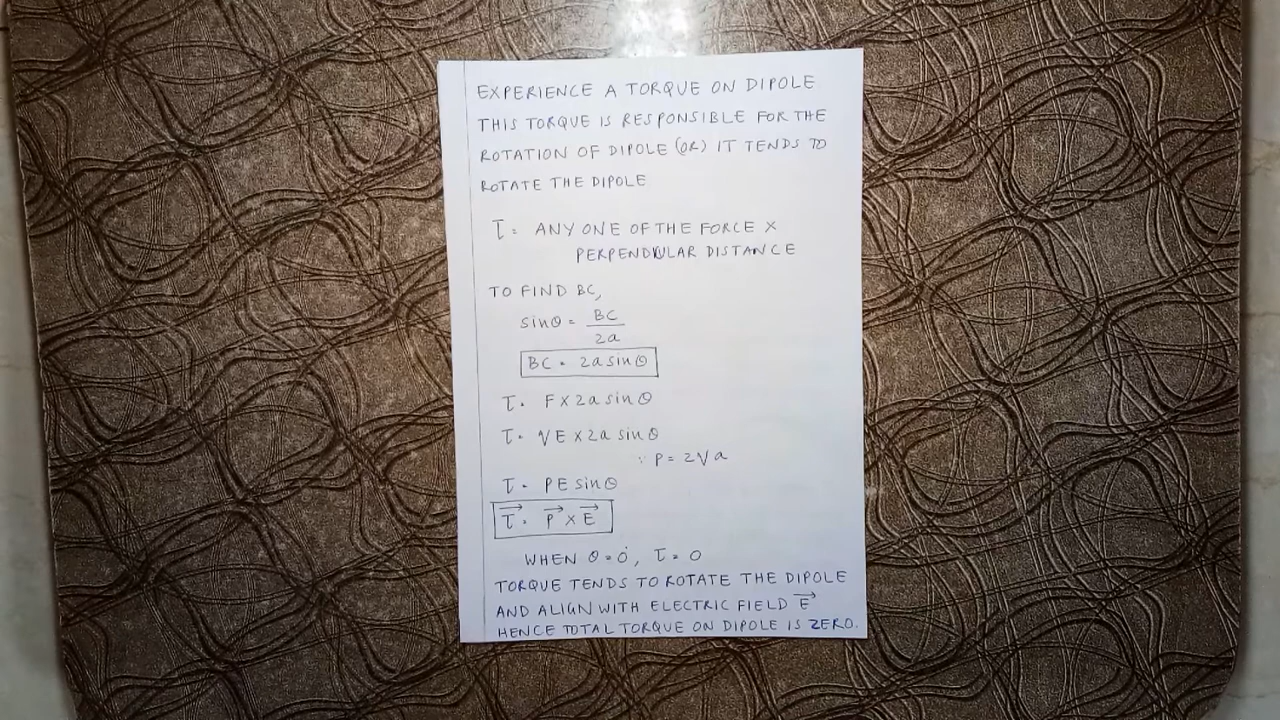 EXPERIENCE A TORQUE ON DIPOLE
THIS TORQUE IS RESPONSIBLE FOR THE
ROTATION OF DIPOLE (OR) IT TENDS TO
ROTATE THE DIPOLE
τ = ANY ONE OF THE FORCE ×
PERPENDICULAR DISTANCE
TO FIND BC,
sinθ = BC
2a
BC = 2a sinθ
τ = F × 2a sinθ
τ = qE × 2a sinθ
∵ P = 2qa
τ = PE sinθ
τ⃗ = P⃗ × E⃗
WHEN θ = 0°, τ = 0
TORQUE TENDS TO ROTATE THE DIPOLE
AND ALIGN WITH ELECTRIC FIELD E⃗
HENCE TOTAL TORQUE ON DIPOLE IS ZERO.